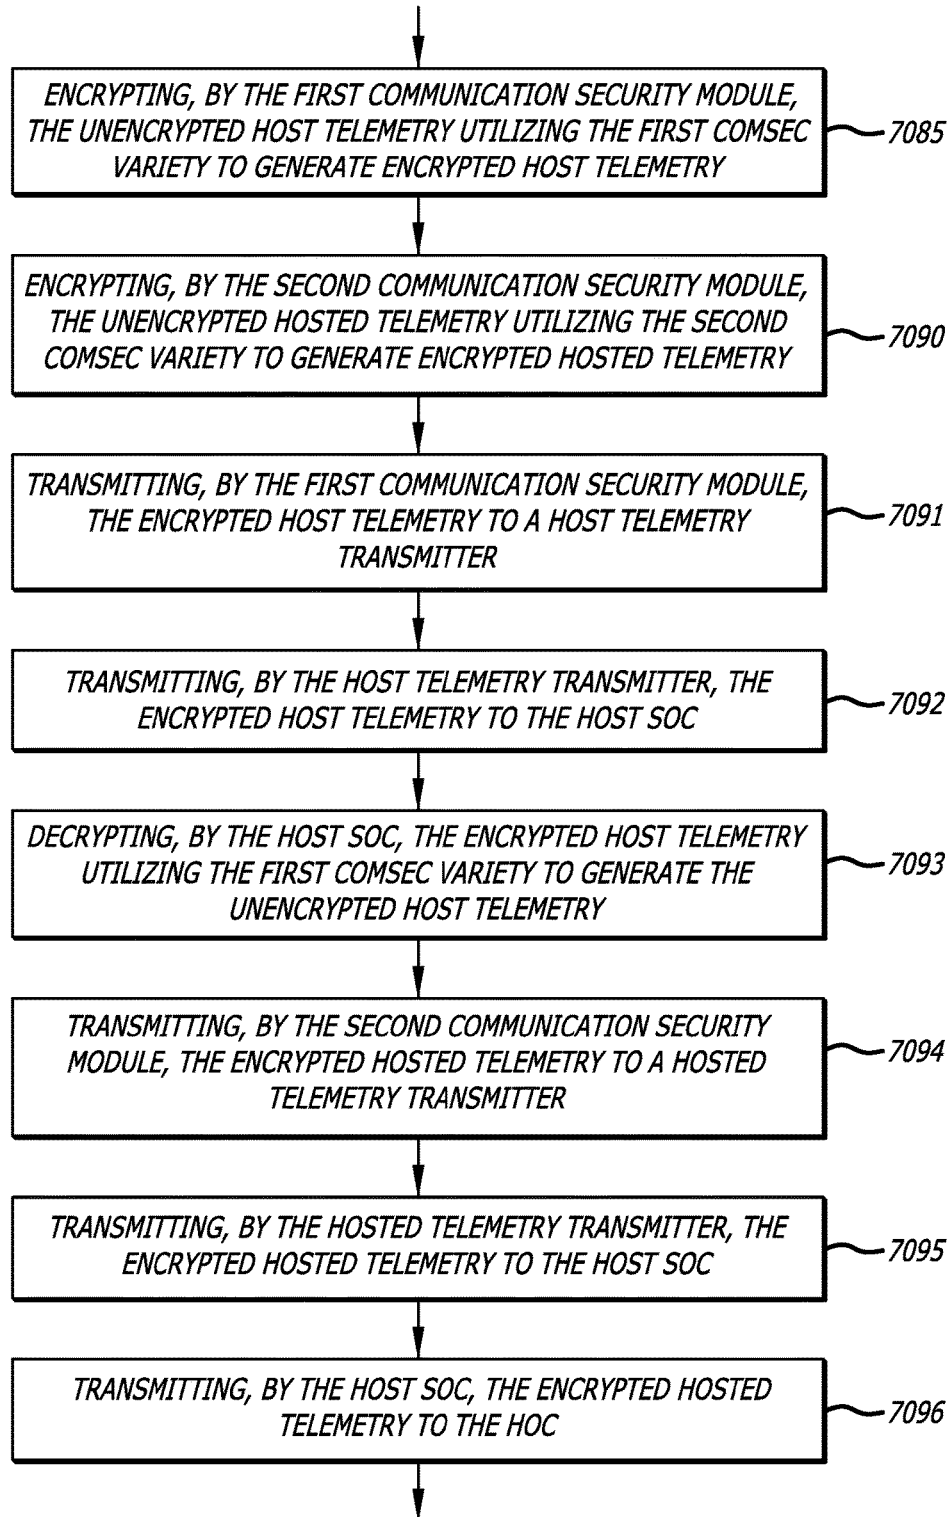 ENCRYPTING, BY THE FIRST COMMUNICATION SECURITY MODULE,
THE UNENCRYPTED HOST TELEMETRY UTILIZING THE FIRST COMSEC
VARIETY TO GENERATE ENCRYPTED HOST TELEMETRY
7085
ENCRYPTING, BY THE SECOND COMMUNICATION SECURITY MODULE,
THE UNENCRYPTED HOSTED TELEMETRY UTILIZING THE SECOND
COMSEC VARIETY TO GENERATE ENCRYPTED HOSTED TELEMETRY
7090
TRANSMITTING, BY THE FIRST COMMUNICATION SECURITY MODULE,
THE ENCRYPTED HOST TELEMETRY TO A HOST TELEMETRY
TRANSMITTER
7091
TRANSMITTING, BY THE HOST TELEMETRY TRANSMITTER, THE
ENCRYPTED HOST TELEMETRY TO THE HOST SOC
7092
DECRYPTING, BY THE HOST SOC, THE ENCRYPTED HOST TELEMETRY
UTILIZING THE FIRST COMSEC VARIETY TO GENERATE THE
UNENCRYPTED HOST TELEMETRY
7093
TRANSMITTING, BY THE SECOND COMMUNICATION SECURITY
MODULE, THE ENCRYPTED HOSTED TELEMETRY TO A HOSTED
TELEMETRY TRANSMITTER
7094
TRANSMITTING, BY THE HOSTED TELEMETRY TRANSMITTER, THE
ENCRYPTED HOSTED TELEMETRY TO THE HOST SOC
7095
TRANSMITTING, BY THE HOST SOC, THE ENCRYPTED HOSTED
TELEMETRY TO THE HOC
7096